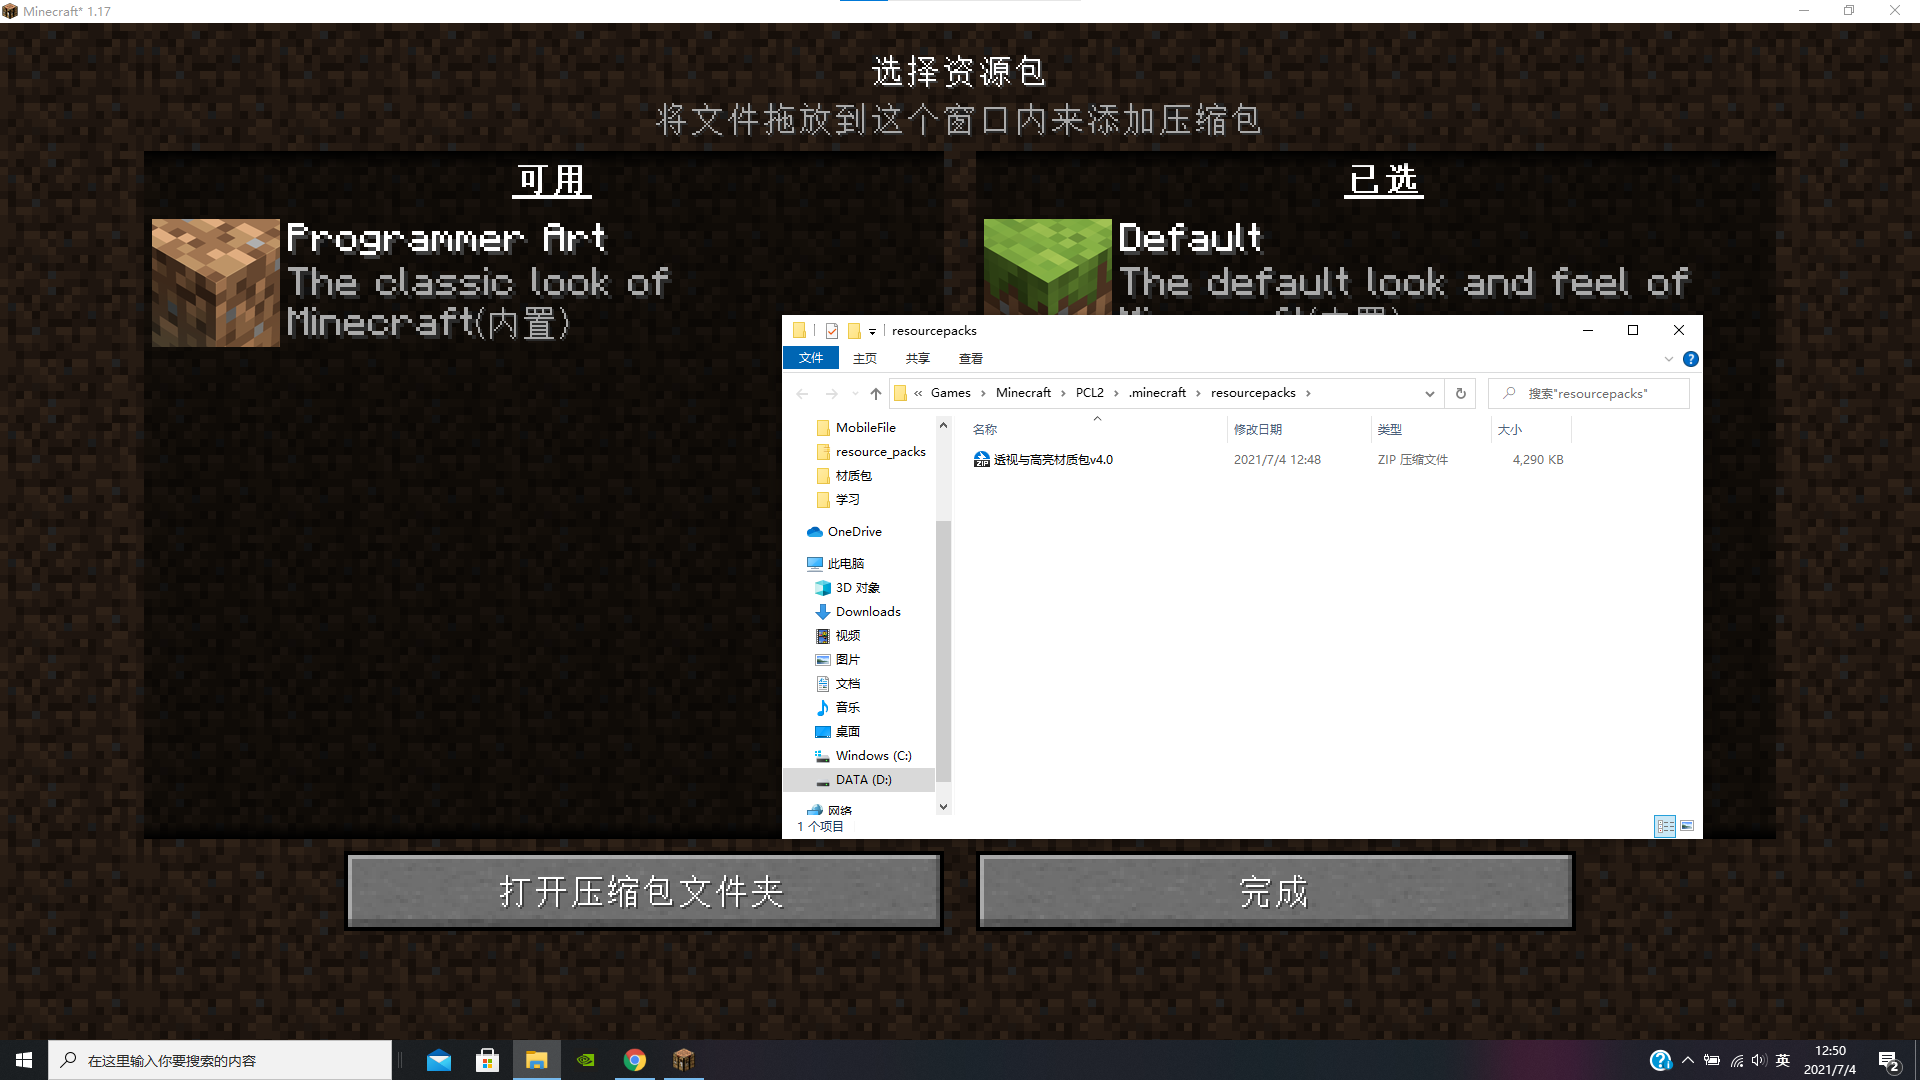 Minecraft* 1.17
选择资源包
将文件拖放到这个窗口内来添加压缩包
可用
Programmer Art
The classic look of
Minecraft(内置)
已选
Default
The default look and feel of
resourcepacks
文件 主页 共享 查看
« Games › Minecraft › PCL2 › .minecraft › resourcepacks ›
搜索"resourcepacks"
MobileFile
resource_packs
材质包
学习
OneDrive
此电脑
3D 对象
Downloads
视频
图片
文档
音乐
桌面
Windows (C:)
DATA (D:)
网络
名称 修改日期 类型 大小
透视与高亮材质包v4.0 2021/7/4 12:48 ZIP 压缩文件 4,290 KB
1 个项目
打开压缩包文件夹
完成
在这里输入你要搜索的内容
英
12:50
2021/7/4
2